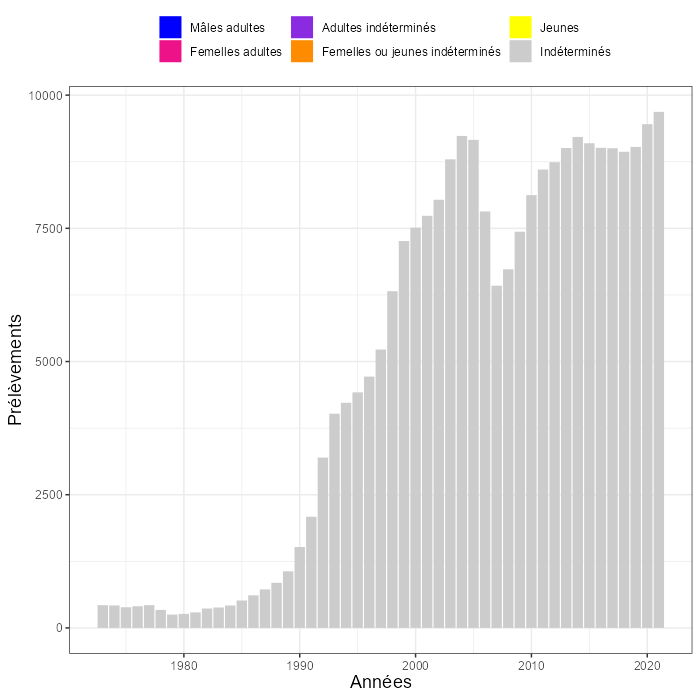 Mâles adultes Adultes indéterminés Jeunes
Femelles adultes Femelles ou jeunes indéterminés Indéterminés
10000
7500
5000
2500
0
Prélèvements
1980 1990 2000 2010 2020
Années